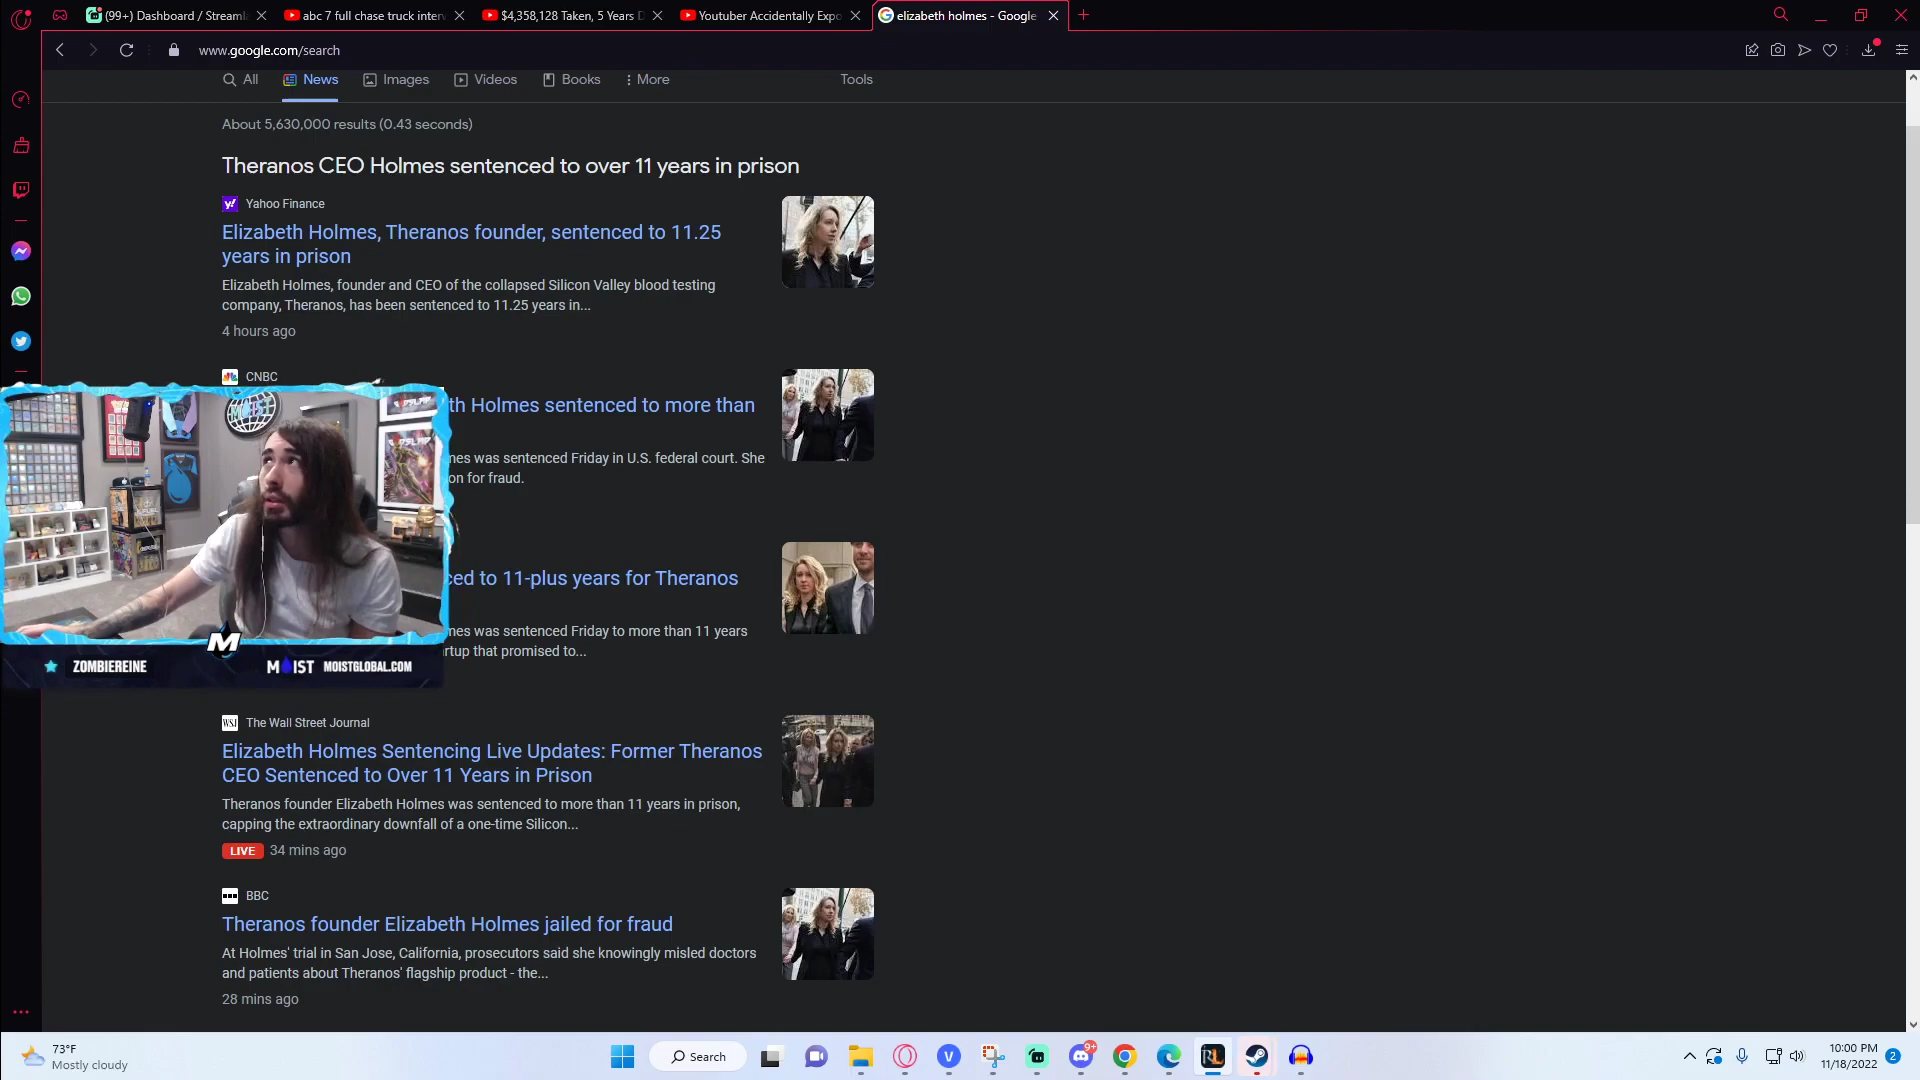 (99+) Dashboard / Streaml
abc 7 full chase truck interv
$4,358,128 Taken, 5 Years D
Youtuber Accidentally Expo
elizabeth holmes - Google
www.google.com/search
All
News
Images
Videos
Books
More
Tools
About 5,630,000 results (0.43 seconds)
Theranos CEO Holmes sentenced to over 11 years in prison
y!
Yahoo Finance
Elizabeth Holmes, Theranos founder, sentenced to 11.25
years in prison
Elizabeth Holmes, founder and CEO of the collapsed Silicon Valley blood testing
company, Theranos, has been sentenced to 11.25 years in...
4 hours ago
CNBC
th Holmes sentenced to more than
mes was sentenced Friday in U.S. federal court. She
on for fraud.
MOIST
GODSLAP
ced to 11-plus years for Theranos
mes was sentenced Friday to more than 11 years
rtup that promised to...
M
ZOMBIEREINE
MOIST
MOISTGLOBAL.COM
WSJ
The Wall Street Journal
Elizabeth Holmes Sentencing Live Updates: Former Theranos
CEO Sentenced to Over 11 Years in Prison
Theranos founder Elizabeth Holmes was sentenced to more than 11 years in prison,
capping the extraordinary downfall of a one-time Silicon...
LIVE
34 mins ago
BBC
Theranos founder Elizabeth Holmes jailed for fraud
At Holmes' trial in San Jose, California, prosecutors said she knowingly misled doctors
and patients about Theranos' flagship product - the...
28 mins ago
73°F
Mostly cloudy
Search
V
9+
RL
10:00 PM
11/18/2022
2